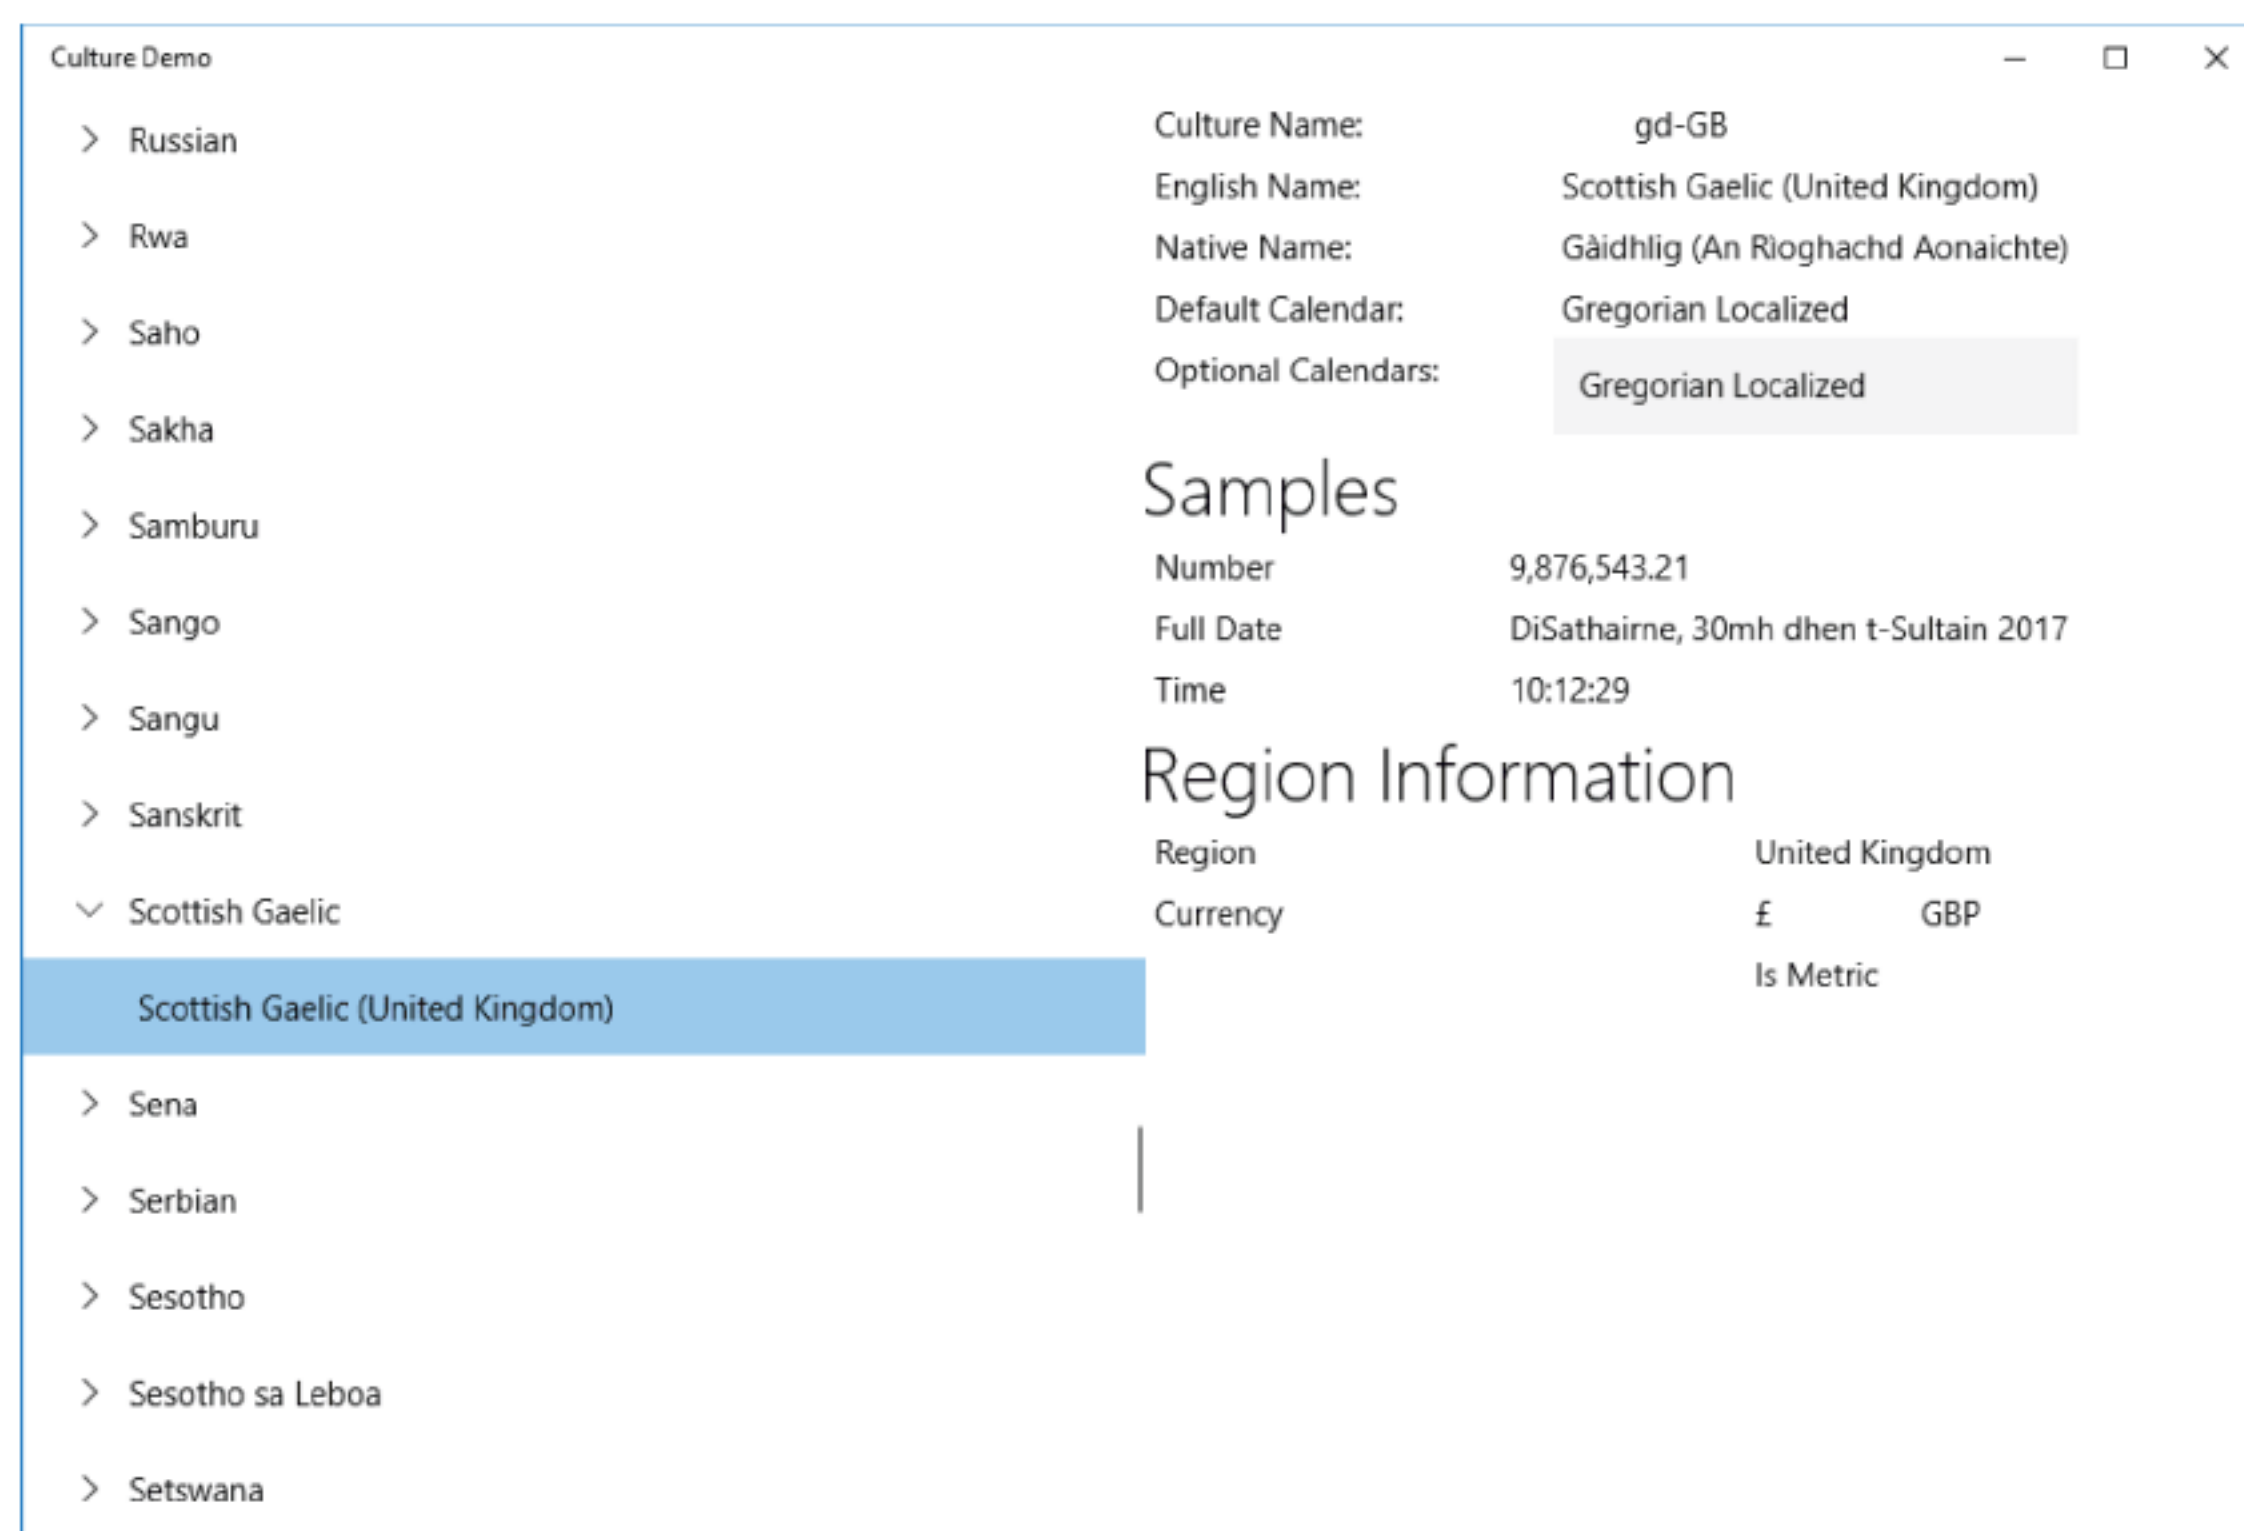 Culture Demo
Russian
Rwa
Saho
Sakha
Samburu
Sango
Sangu
Sanskrit
Scottish Gaelic
Scottish Gaelic (United Kingdom)
Sena
Serbian
Sesotho
Sesotho sa Leboa
Setswana
Culture Name: gd-GB
English Name: Scottish Gaelic (United Kingdom)
Native Name: Gàidhlig (An Rìoghachd Aonaichte)
Default Calendar: Gregorian Localized
Optional Calendars: Gregorian Localized
Samples
Number 9,876,543.21
Full Date DiSathairne, 30mh dhen t-Sultain 2017
Time 10:12:29
Region Information
Region United Kingdom
Currency £ GBP
Is Metric